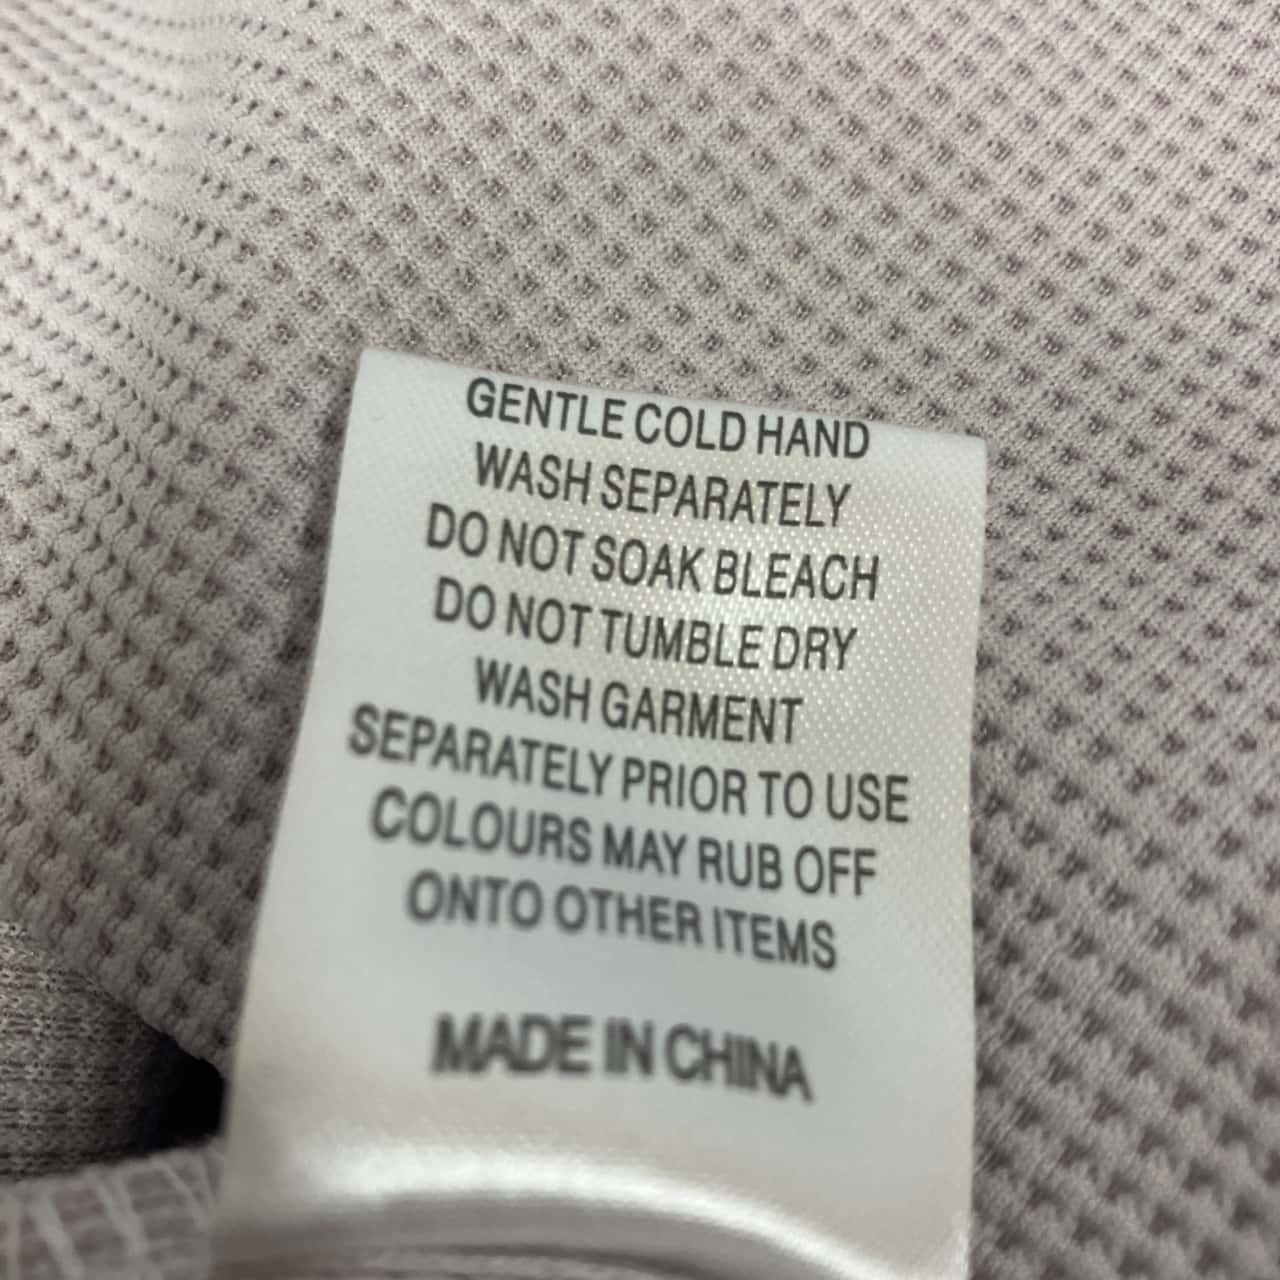 GENTLE COLD HAND
WASH SEPARATELY
DO NOT SOAK BLEACH
DO NOT TUMBLE DRY
WASH GARMENT
SEPARATELY PRIOR TO USE
COLOURS MAY RUB OFF
ONTO OTHER ITEMS
MADE IN CHINA